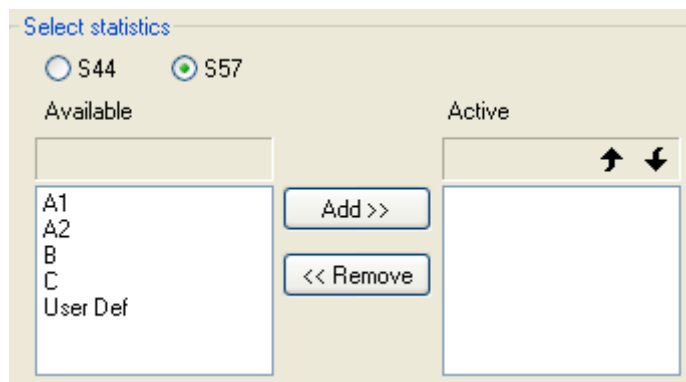 Select statistics
S44 S57
Available Active
A1
A2
B
C
User Def
Add >>
<< Remove